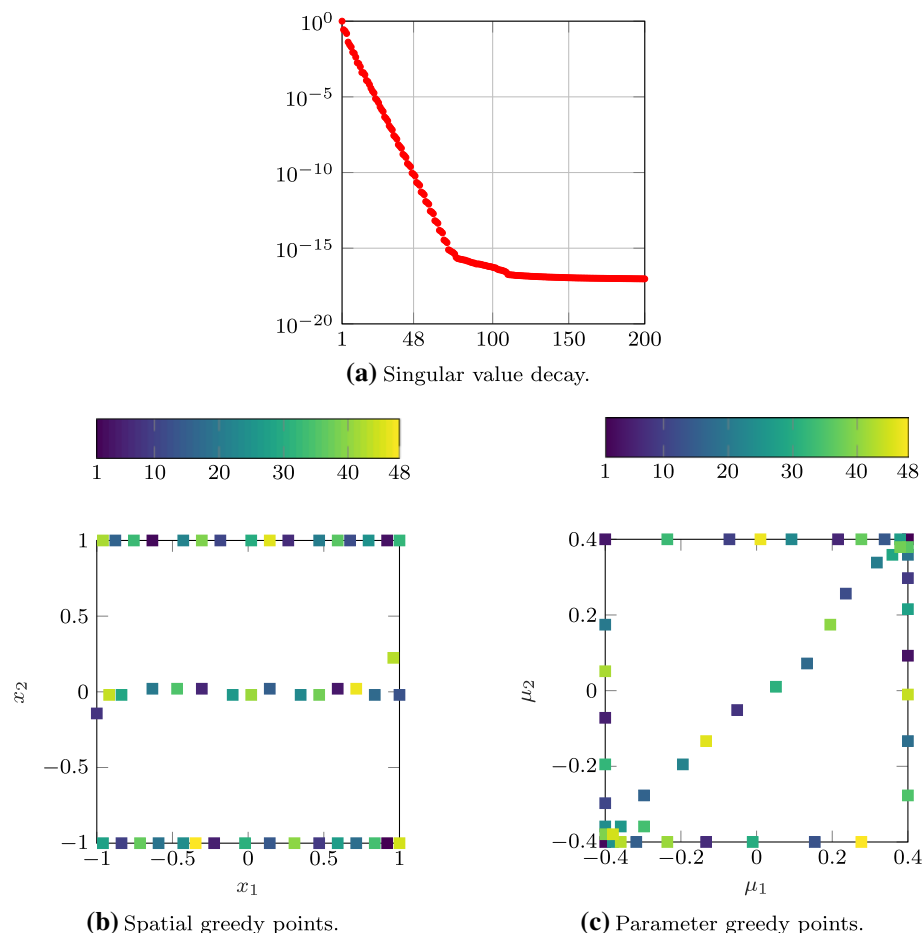 10^0
10^−5
10^−10
10^−15
10^−20
1 48 100 150 200
(a) Singular value decay.
1 10 20 30 40 48
1 10 20 30 40 48
1
0.5
0
−0.5
−1
x_2
−1 −0.5 0 0.5 1
x_1
(b) Spatial greedy points.
0.4
0.2
0
−0.2
−0.4
μ_2
−0.4 −0.2 0 0.2 0.4
μ_1
(c) Parameter greedy points.